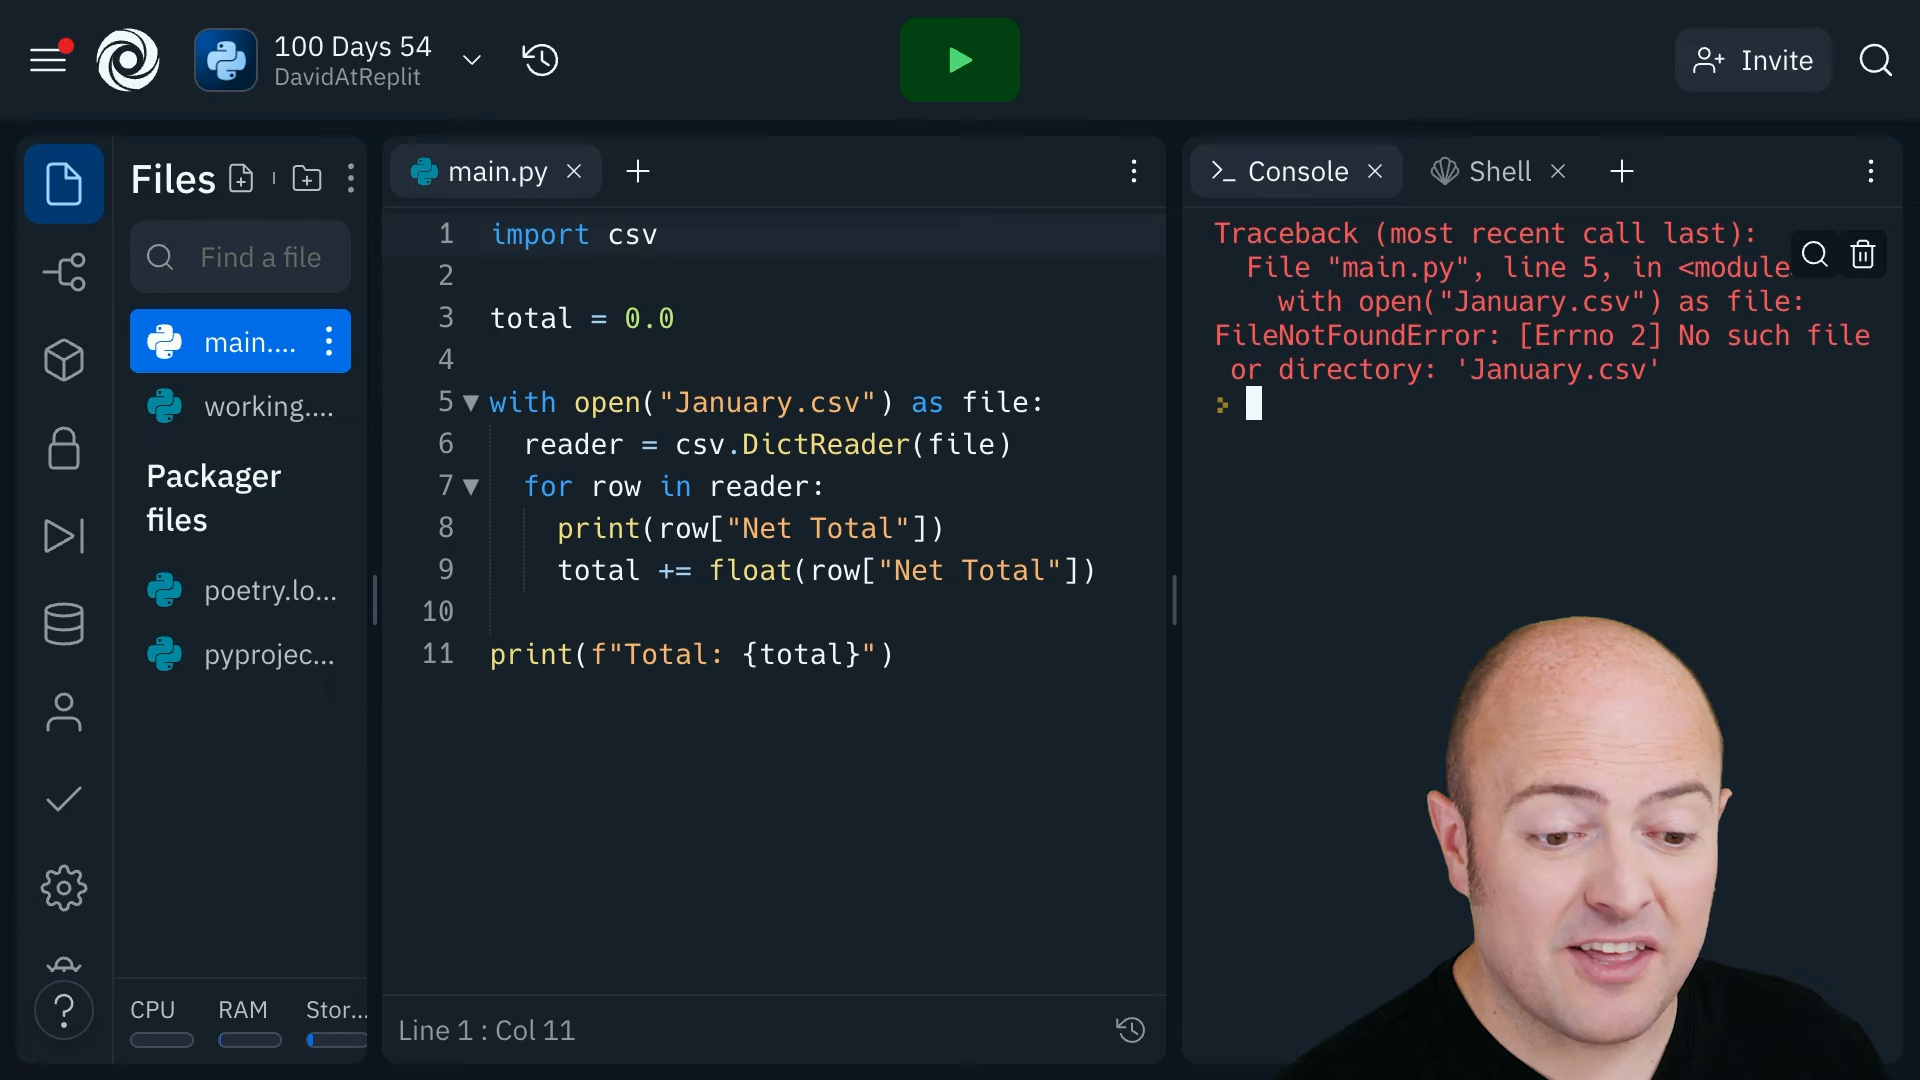 100 Days 54
DavidAtReplit
Invite
Files
Find a file
main....
working....
Packager
files
poetry.lo...
pyprojec...
CPU RAM Stor...
main.py
1 import csv
2
3 total = 0.0
4
5 with open("January.csv") as file:
6 reader = csv.DictReader(file)
7 for row in reader:
8 print(row["Net Total"])
9 total += float(row["Net Total"])
10
11 print(f"Total: {total}")
Line 1 : Col 11
Console
Shell
Traceback (most recent call last):
File "main.py", line 5, in <module
with open("January.csv") as file:
FileNotFoundError: [Errno 2] No such file
or directory: 'January.csv'